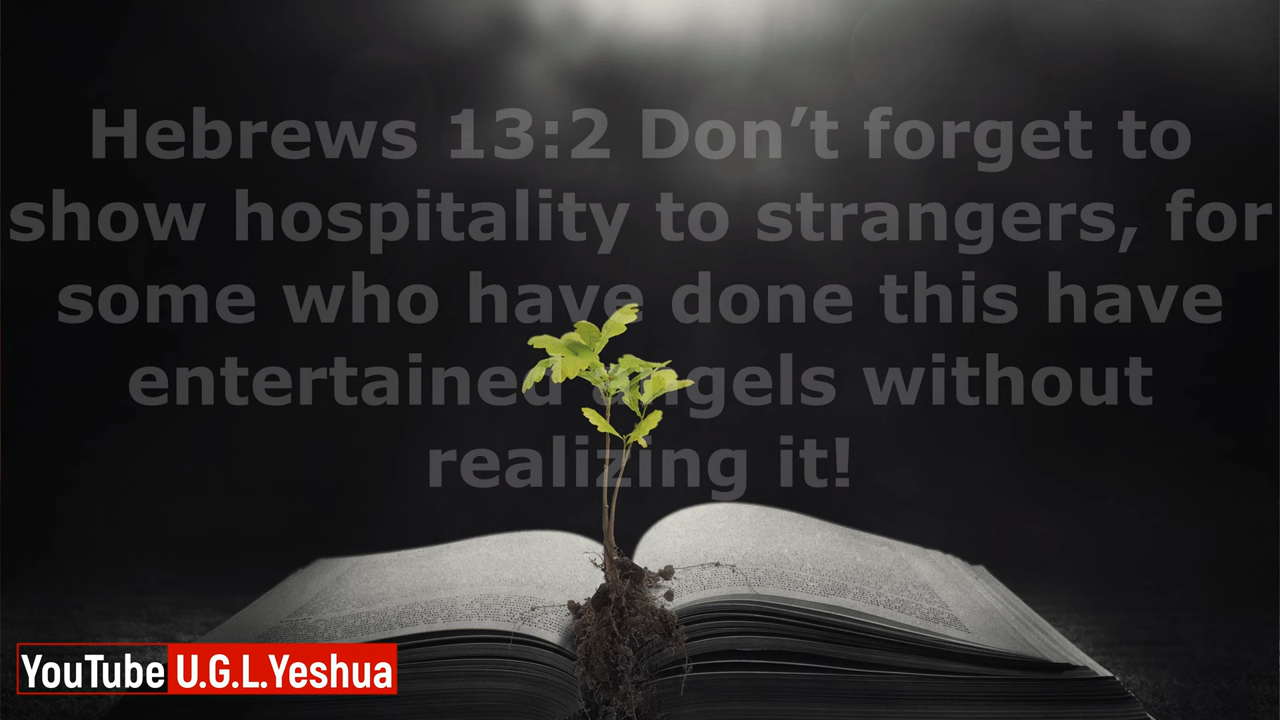 Hebrews 13:2 Don’t forget to
show hospitality to strangers, for
some who have done this have
entertained angels without
realizing it!
YouTube U.G.L.Yeshua